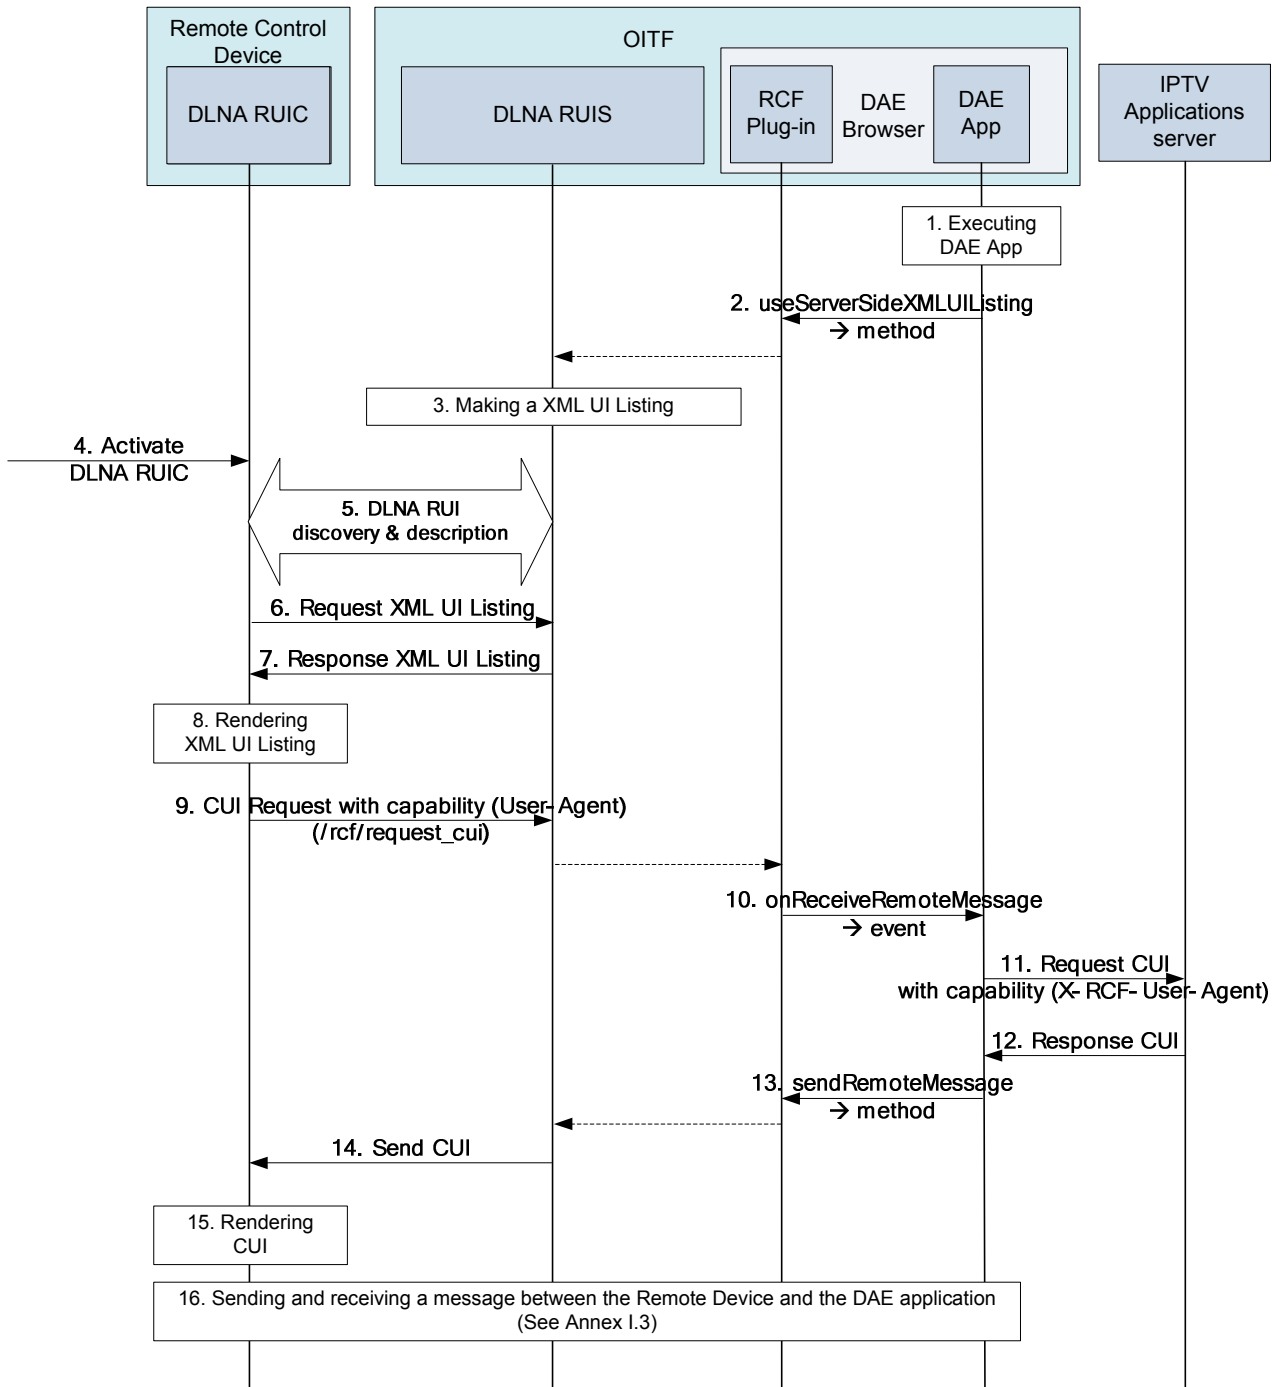 Remote Control
Device
OITF
DLNA RUIC
DLNA RUIS
RCF
Plug-in
DAE
Browser
DAE
App
IPTV
Applications
server
1. Executing
DAE App
2. useServerSideXMLUIListing
→ method
3. Making a XML UI Listing
4. Activate
DLNA RUIC
5. DLNA RUI
discovery & description
6. Request XML UI Listing
7. Response XML UI Listing
8. Rendering
XML UI Listing
9. CUI Request with capability (User-Agent)
(/rcf/request_cui)
10. onReceiveRemoteMessage
→ event
11. Request CUI
with capability (X-RCF-User-Agent)
12. Response CUI
13. sendRemoteMessage
→ method
14. Send CUI
15. Rendering
CUI
16. Sending and receiving a message between the Remote Device and the DAE application
(See Annex I.3)